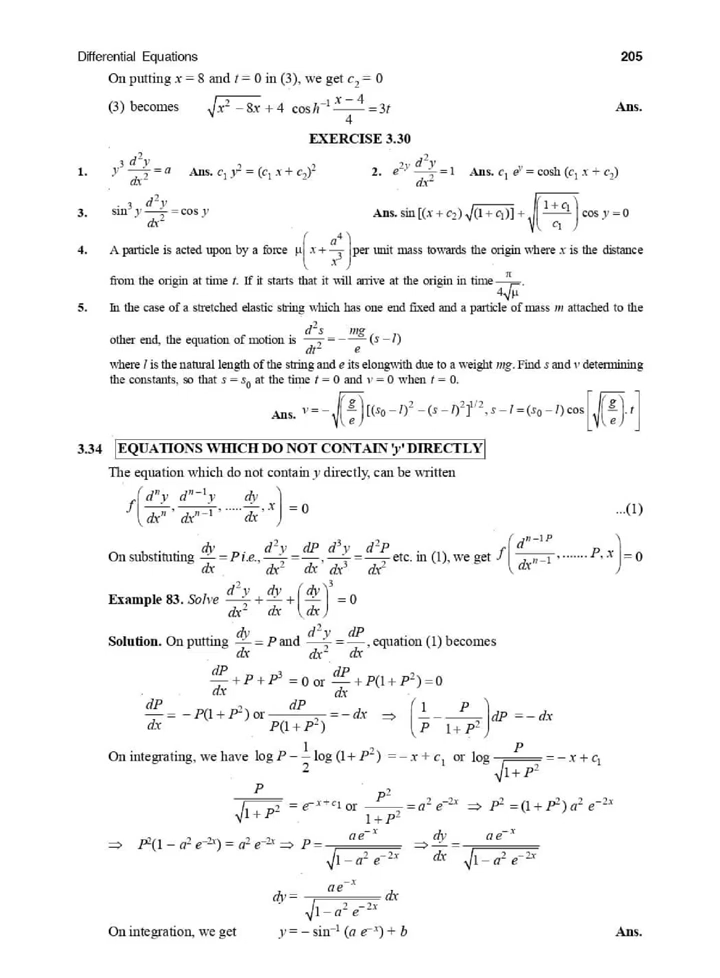 Differential Equations 205
On putting x = 8 and t = 0 in (3), we get c₂ = 0
(3) becomes √(x² – 8x) + 4 cos h⁻¹ (x – 4)/4 = 3t Ans.
EXERCISE 3.30
1. y³ d²y/dx² = a Ans. c₁ y² = (c₁ x + c₂)² 2. e²ʸ d²y/dx² = 1 Ans. c₁ eʸ = cosh (c₁ x + c₂)
3. sin³ y d²y/dx² = cos y Ans. sin [(x + c₂) √(1 + c₁)] + √((1 + c₁)/c₁) cos y = 0
4. A particle is acted upon by a force μ(x + a⁴/x³) per unit mass towards the origin where x is the distance
from the origin at time t. If it starts that it will arrive at the origin in time π/(4√μ).
5. In the case of a stretched elastic string which has one end fixed and a particle of mass m attached to the
other end, the equation of motion is d²s/dt² = – mg/e (s – l)
where l is the natural length of the string and e its elongwith due to a weight mg. Find s and v determining
the constants, so that s = s₀ at the time t = 0 and v = 0 when t = 0.
Ans. v = – √(g/e) [(s₀ – l)² – (s – l)²]^1/2, s – l = (s₀ – l) cos [√(g/e) . t]
3.34 EQUATIONS WHICH DO NOT CONTAIN 'y' DIRECTLY
The equation which do not contain y directly, can be written
f(dⁿy/dxⁿ, dⁿ⁻¹y/dxⁿ⁻¹, ..... dy/dx, x) = 0 ...(1)
On substituting dy/dx = P i.e., d²y/dx² = dP/dx, d³y/dx³ = d²P/dx² etc. in (1), we get f(dⁿ⁻¹ᴾ/dxⁿ⁻¹, ....... P, x) = 0
Example 83. Solve d²y/dx² + dy/dx + (dy/dx)³ = 0
Solution. On putting dy/dx = P and d²y/dx² = dP/dx, equation (1) becomes
dP/dx + P + P³ = 0 or dP/dx + P(1 + P²) = 0
dP/dx = – P(1 + P²) or dP/(P(1 + P²)) = – dx ⇒ (1/P – P/(1 + P²)) dP = – dx
On integrating, we have log P – 1/2 log (1 + P²) = – x + c₁ or log P/√(1 + P²) = – x + c₁
P/√(1 + P²) = e^(–x + c₁) or P²/(1 + P²) = a² e⁻²ˣ ⇒ P² = (1 + P²) a² e⁻²ˣ
⇒ P²(1 – a² e⁻²ˣ) = a² e⁻²ˣ ⇒ P = a e⁻ˣ/√(1 – a² e⁻²ˣ) ⇒ dy/dx = a e⁻ˣ/√(1 – a² e⁻²ˣ)
dy = a e⁻ˣ/√(1 – a² e⁻²ˣ) dx
On integration, we get y = – sin⁻¹ (a e⁻ˣ) + b Ans.